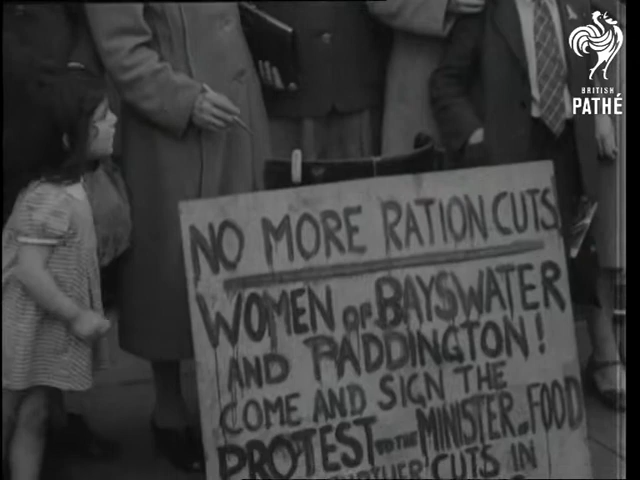 BRITISH
PATHÉ
NO MORE RATION CUTS
WOMEN OF BAYSWATER
AND PADDINGTON!
COME AND SIGN THE
PROTEST TO THE MINISTER OF FOOD
CUTS IN